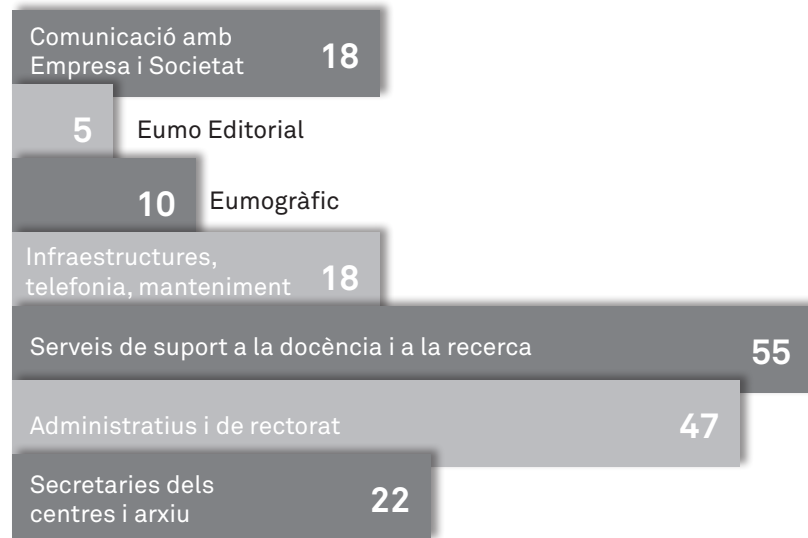 Comunicació amb
Empresa i Societat 18
5 Eumo Editorial
10 Eumogràfic
Infraestructures,
telefonia, manteniment 18
Serveis de suport a la docència i a la recerca 55
Administratius i de rectorat 47
Secretaries dels
centres i arxiu 22